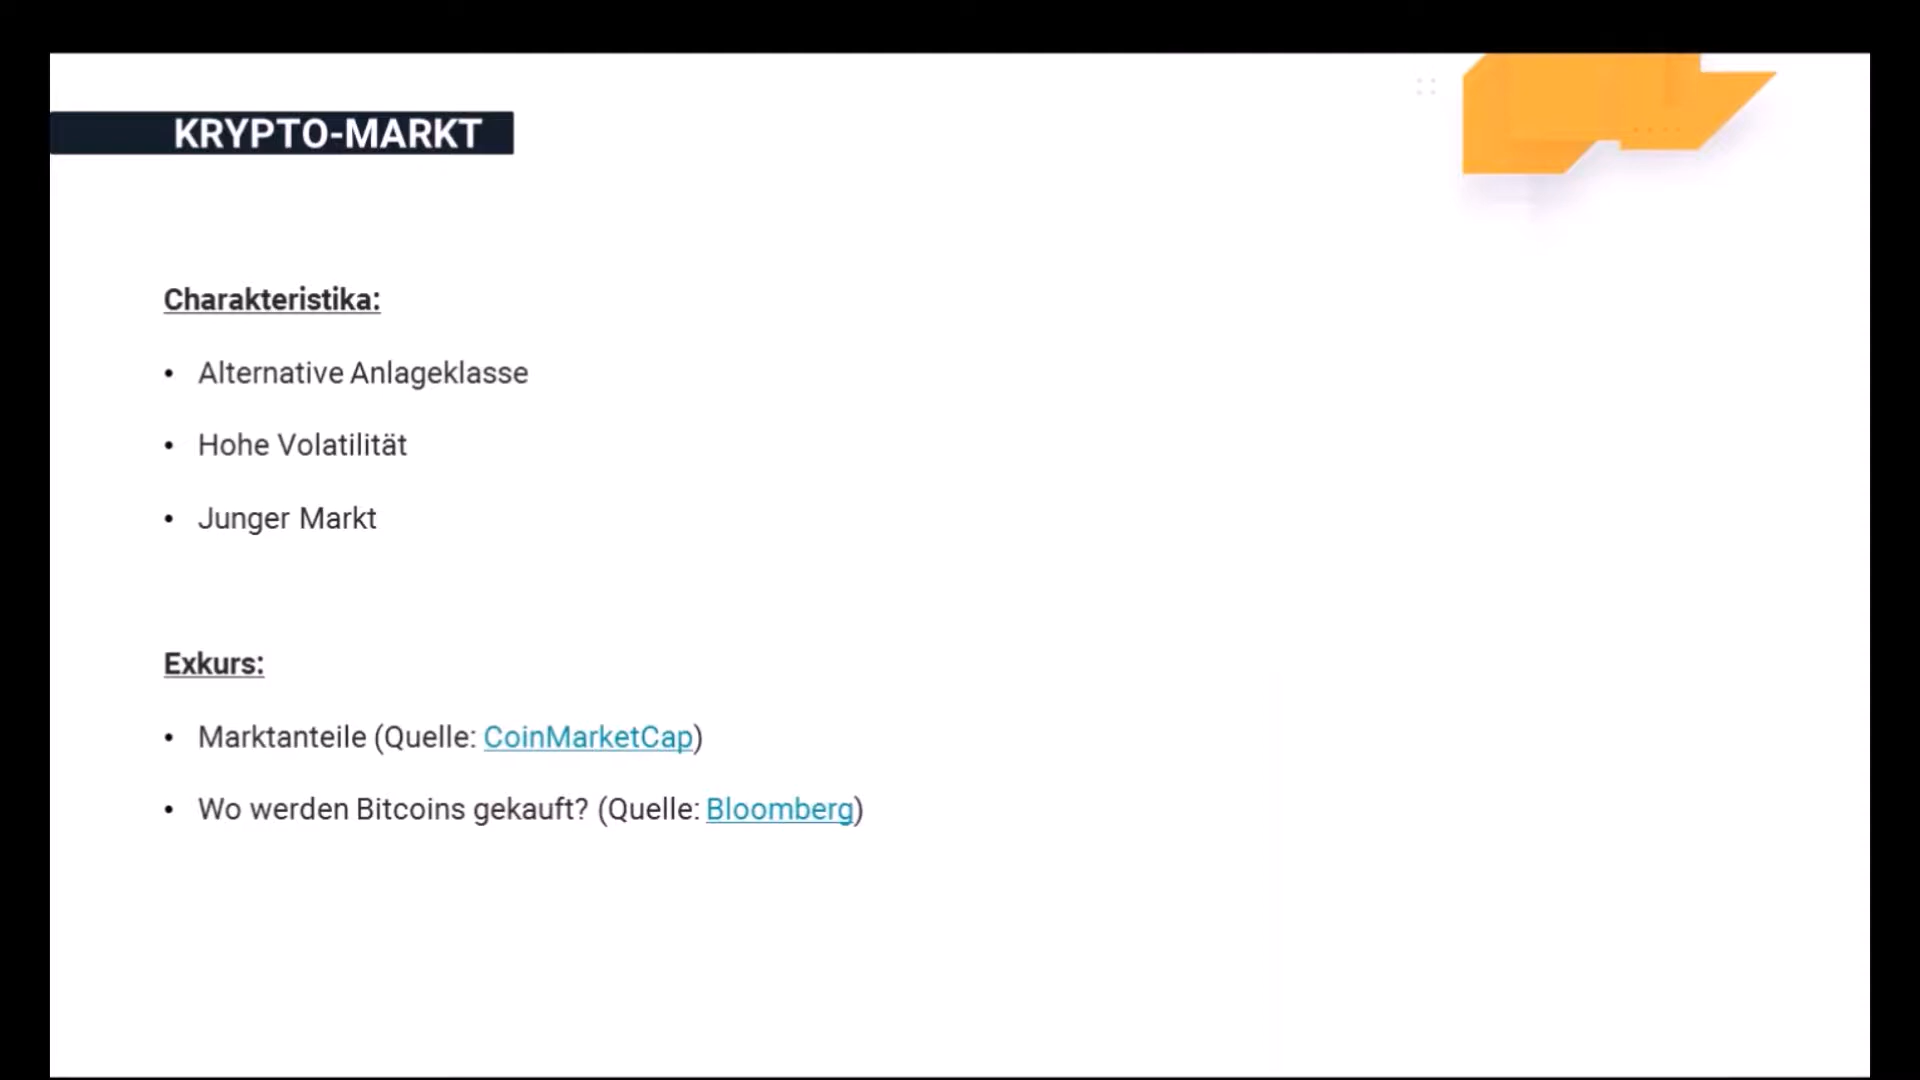 KRYPTO-MARKT
Charakteristika:
• Alternative Anlageklasse
• Hohe Volatilität
• Junger Markt
Exkurs:
• Marktanteile (Quelle: CoinMarketCap)
• Wo werden Bitcoins gekauft? (Quelle: Bloomberg)